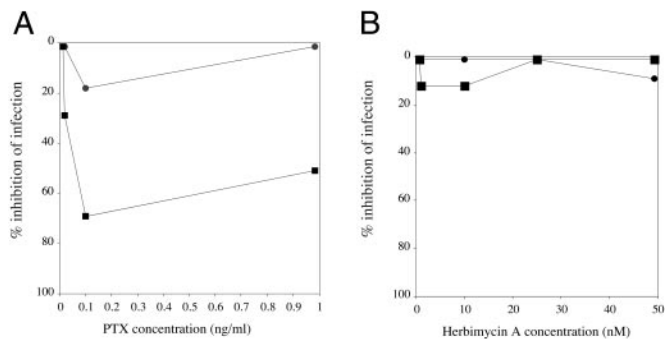 A
B
0
20
40
60
80
100
% inhibition of infection
0 0.1 0.2 0.3 0.4 0.5 0.6 0.7 0.8 0.9 1
PTX concentration (ng/ml)
0
20
40
60
80
100
% inhibition of infection
0 10 20 30 40 50
Herbimycin A concentration (nM)